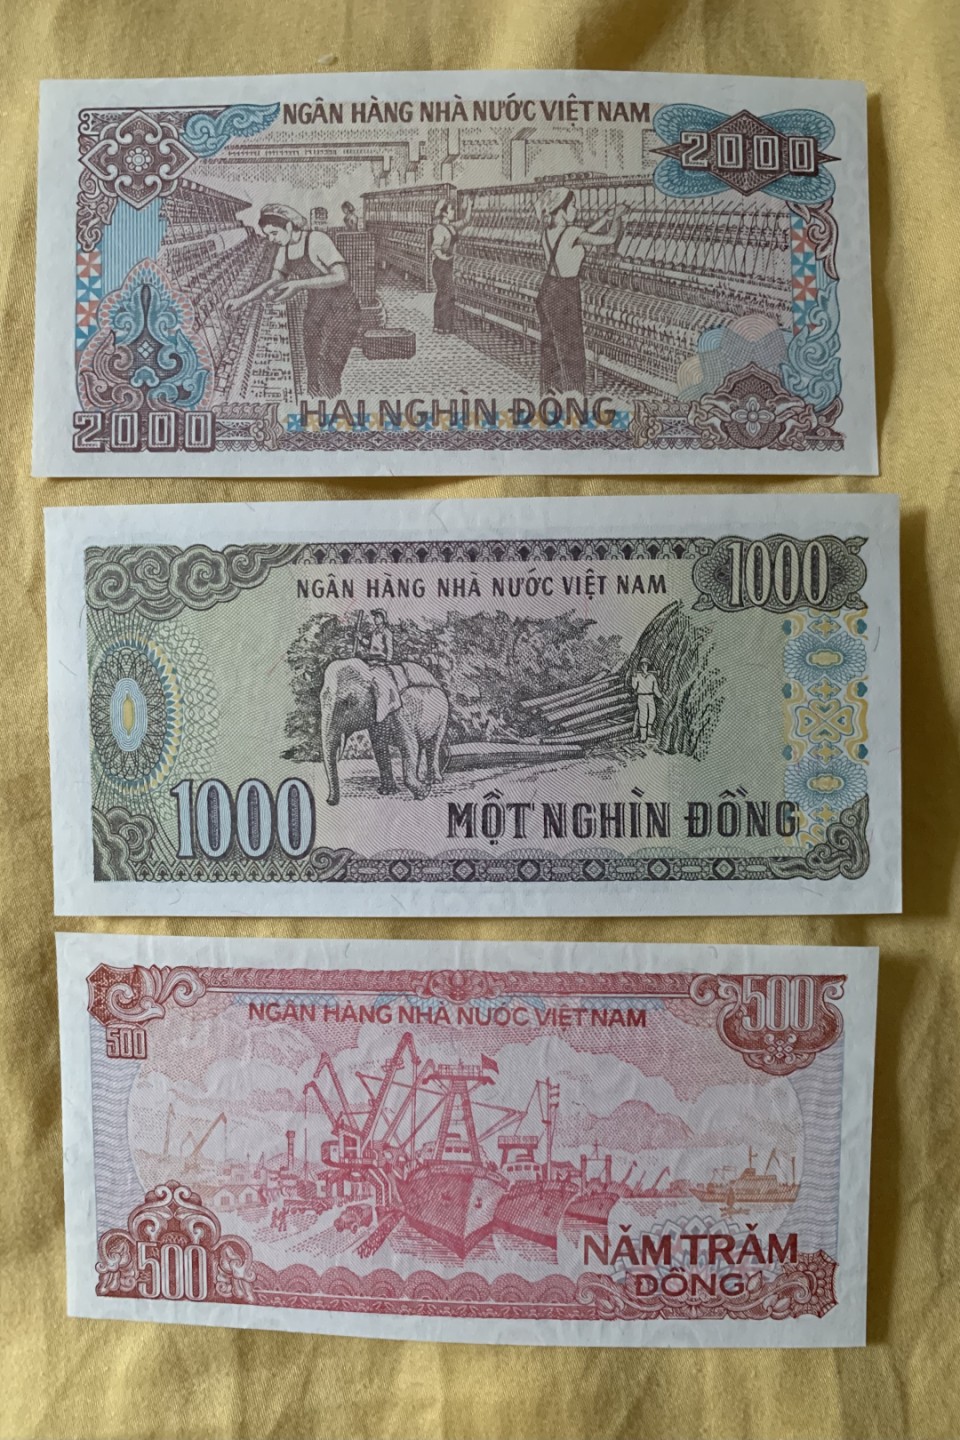 NGÂN HÀNG NHÀ NƯỚC VIỆT NAM
2000
2000
HAI NGHÌN ĐỒNG
1000
NGÂN HÀNG NHÀ NƯỚC VIỆT NAM
1000
MỘT NGHÌN ĐỒNG
500
NGÂN HÀNG NHÀ NƯỚC VIỆT NAM
500
500
NĂM TRĂM
ĐỒNG